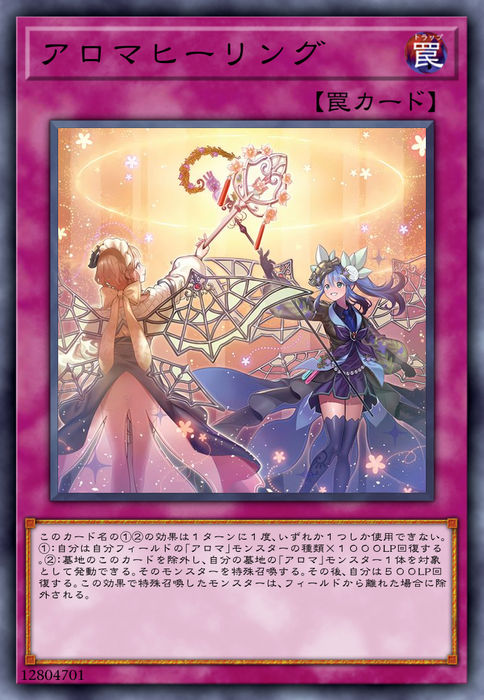 アロマヒーリング
トラップ
罠
【罠カード】
このカード名の①②の効果は１ターンに１度、いずれか１つしか使用できない。
①：自分は自分フィールドの「アロマ」モンスターの種類×１０００LP回復する
。②：墓地のこのカードを除外し、自分の墓地の「アロマ」モンスター１体を対象
として発動できる。そのモンスターを特殊召喚する。その後、自分は５００LP回
復する。この効果で特殊召喚したモンスターは、フィールドから離れた場合に除
外される。
12804701